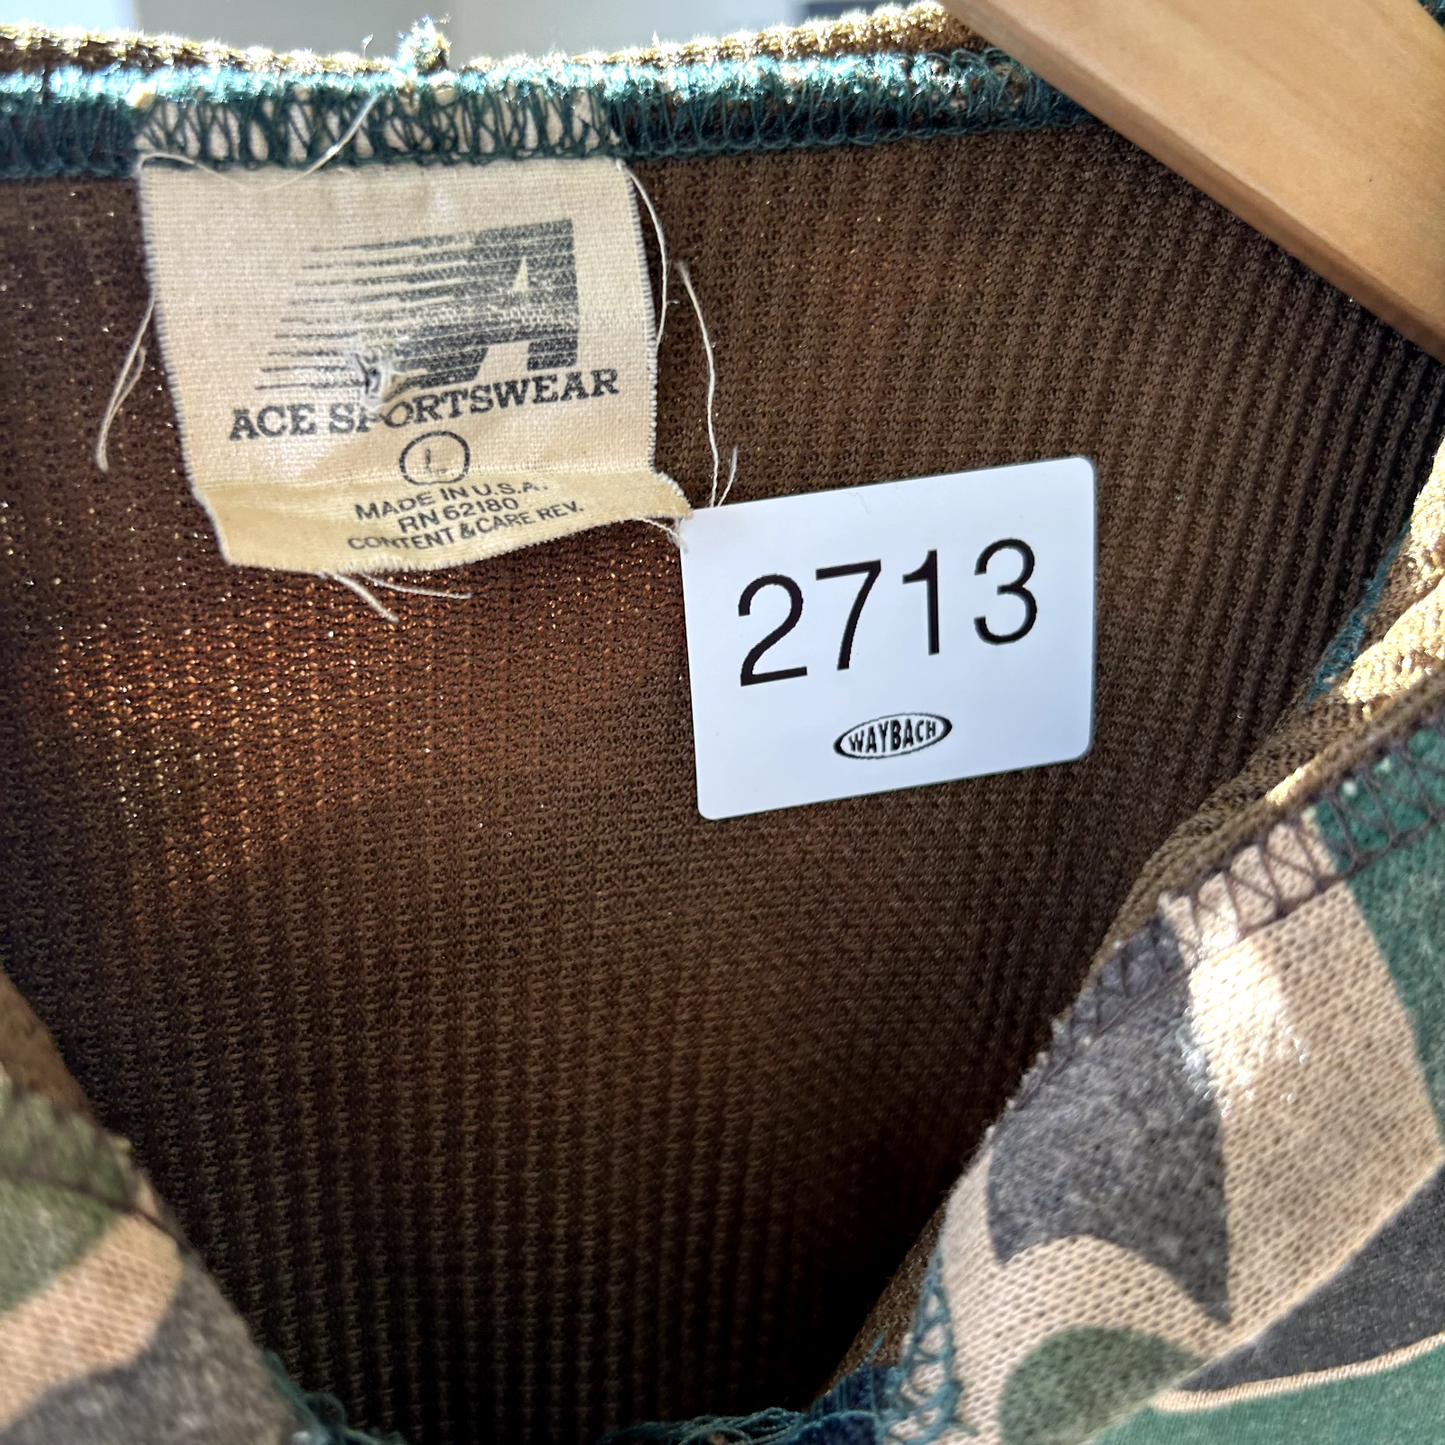 A
ACE SPORTSWEAR
L
MADE IN U.S.A.
RN 62180
CONTENT & CARE REV.
2713
WAYBACH